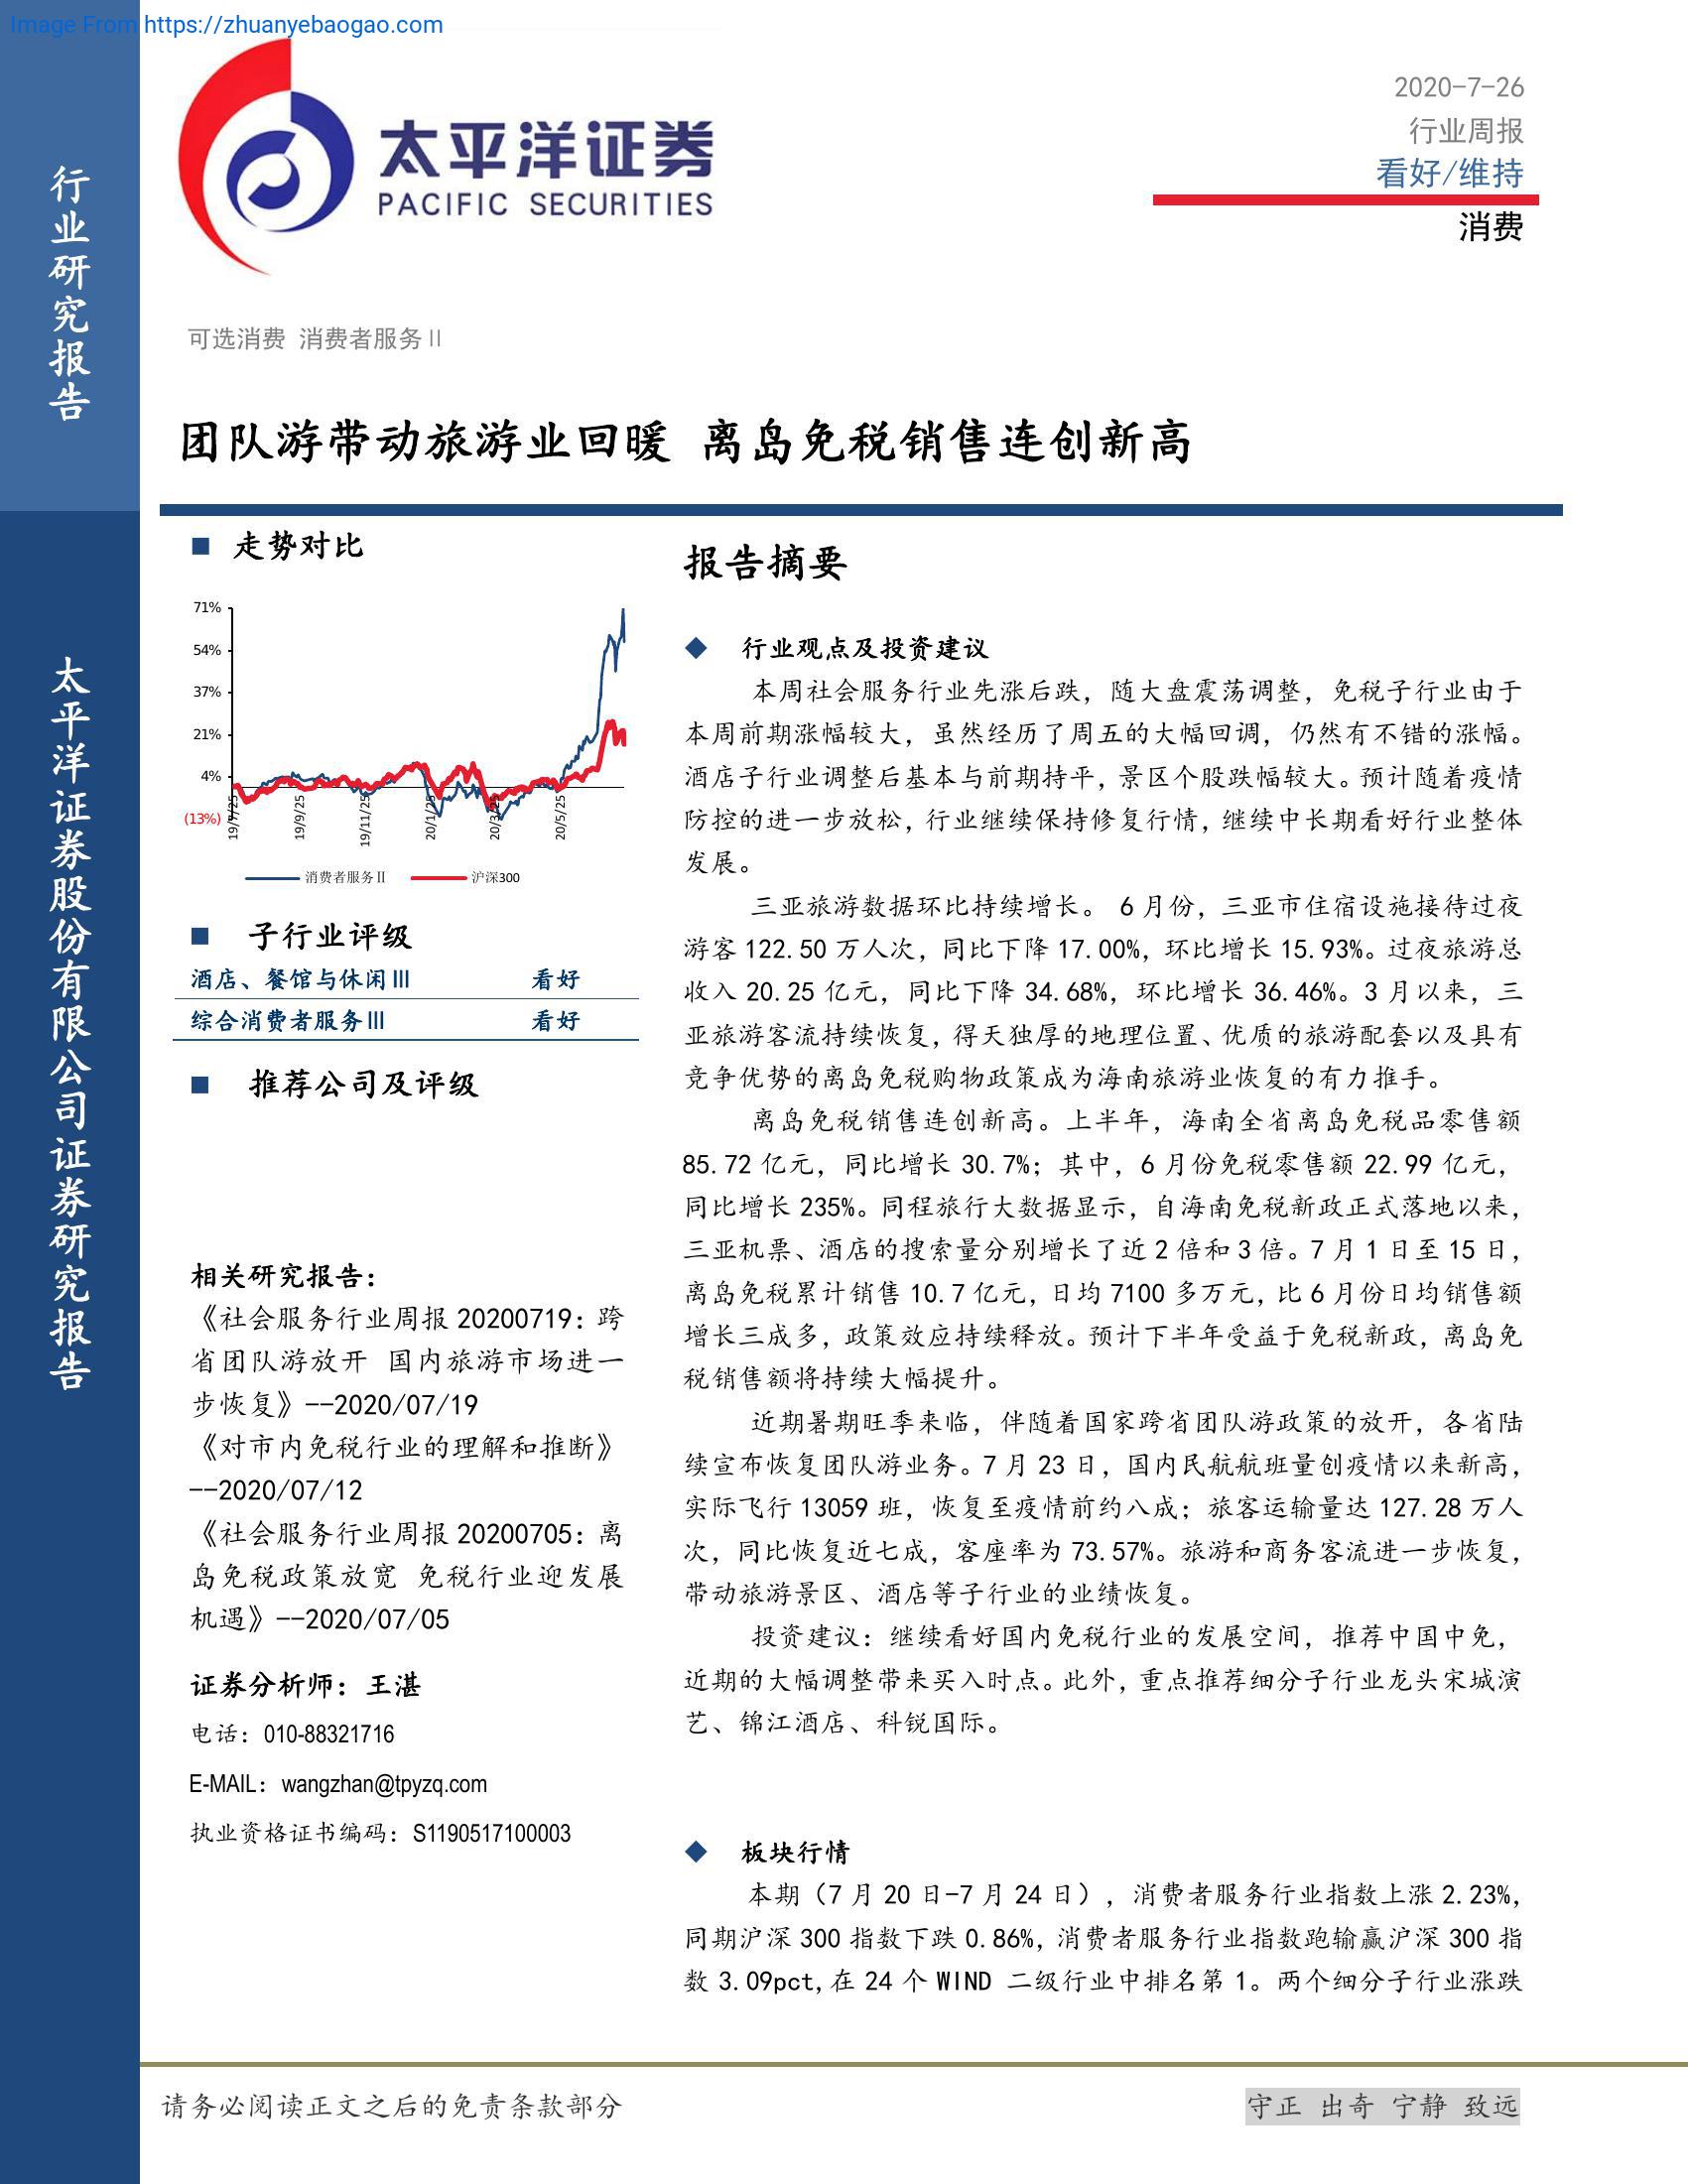 Image From https://zhuanyebaogao.com
行业研究报告
太平洋证券股份有限公司证券研究报告
太平洋证券
PACIFIC SECURITIES
2020-7-26
行业周报
看好/维持
消费
可选消费 消费者服务Ⅱ
团队游带动旅游业回暖 离岛免税销售连创新高
■ 走势对比
71%
54%
37%
21%
4%
(13%)
19/7/25
19/9/25
19/11/25
20/1/25
20/3/25
20/5/25
消费者服务Ⅱ
沪深300
■ 子行业评级
酒店、餐馆与休闲Ⅲ 看好
综合消费者服务Ⅲ 看好
■ 推荐公司及评级
相关研究报告：
《社会服务行业周报 20200719：跨
省团队游放开 国内旅游市场进一
步恢复》--2020/07/19
《对市内免税行业的理解和推断》
--2020/07/12
《社会服务行业周报 20200705：离
岛免税政策放宽 免税行业迎发展
机遇》--2020/07/05
证券分析师：王湛
电话：010-88321716
E-MAIL：wangzhan@tpyzq.com
执业资格证书编码：S1190517100003
报告摘要
◆ 行业观点及投资建议
本周社会服务行业先涨后跌，随大盘震荡调整，免税子行业由于
本周前期涨幅较大，虽然经历了周五的大幅回调，仍然有不错的涨幅。
酒店子行业调整后基本与前期持平，景区个股跌幅较大。预计随着疫情
防控的进一步放松，行业继续保持修复行情，继续中长期看好行业整体
发展。
三亚旅游数据环比持续增长。 6 月份，三亚市住宿设施接待过夜
游客 122.50 万人次，同比下降 17.00%，环比增长 15.93%。过夜旅游总
收入 20.25 亿元，同比下降 34.68%，环比增长 36.46%。3 月以来，三
亚旅游客流持续恢复，得天独厚的地理位置、优质的旅游配套以及具有
竞争优势的离岛免税购物政策成为海南旅游业恢复的有力推手。
离岛免税销售连创新高。上半年，海南全省离岛免税品零售额
85.72 亿元，同比增长 30.7%；其中，6 月份免税零售额 22.99 亿元，
同比增长 235%。同程旅行大数据显示，自海南免税新政正式落地以来，
三亚机票、酒店的搜索量分别增长了近 2 倍和 3 倍。7 月 1 日至 15 日，
离岛免税累计销售 10.7 亿元，日均 7100 多万元，比 6 月份日均销售额
增长三成多，政策效应持续释放。预计下半年受益于免税新政，离岛免
税销售额将持续大幅提升。
近期暑期旺季来临，伴随着国家跨省团队游政策的放开，各省陆
续宣布恢复团队游业务。7 月 23 日，国内民航航班量创疫情以来新高，
实际飞行 13059 班，恢复至疫情前约八成；旅客运输量达 127.28 万人
次，同比恢复近七成，客座率为 73.57%。旅游和商务客流进一步恢复，
带动旅游景区、酒店等子行业的业绩恢复。
投资建议：继续看好国内免税行业的发展空间，推荐中国中免，
近期的大幅调整带来买入时点。此外，重点推荐细分子行业龙头宋城演
艺、锦江酒店、科锐国际。
◆ 板块行情
本期（7 月 20 日-7 月 24 日），消费者服务行业指数上涨 2.23%，
同期沪深 300 指数下跌 0.86%，消费者服务行业指数跑输赢沪深 300 指
数 3.09pct,在 24 个 WIND 二级行业中排名第 1。两个细分子行业涨跌
请务必阅读正文之后的免责条款部分
守正 出奇 宁静 致远